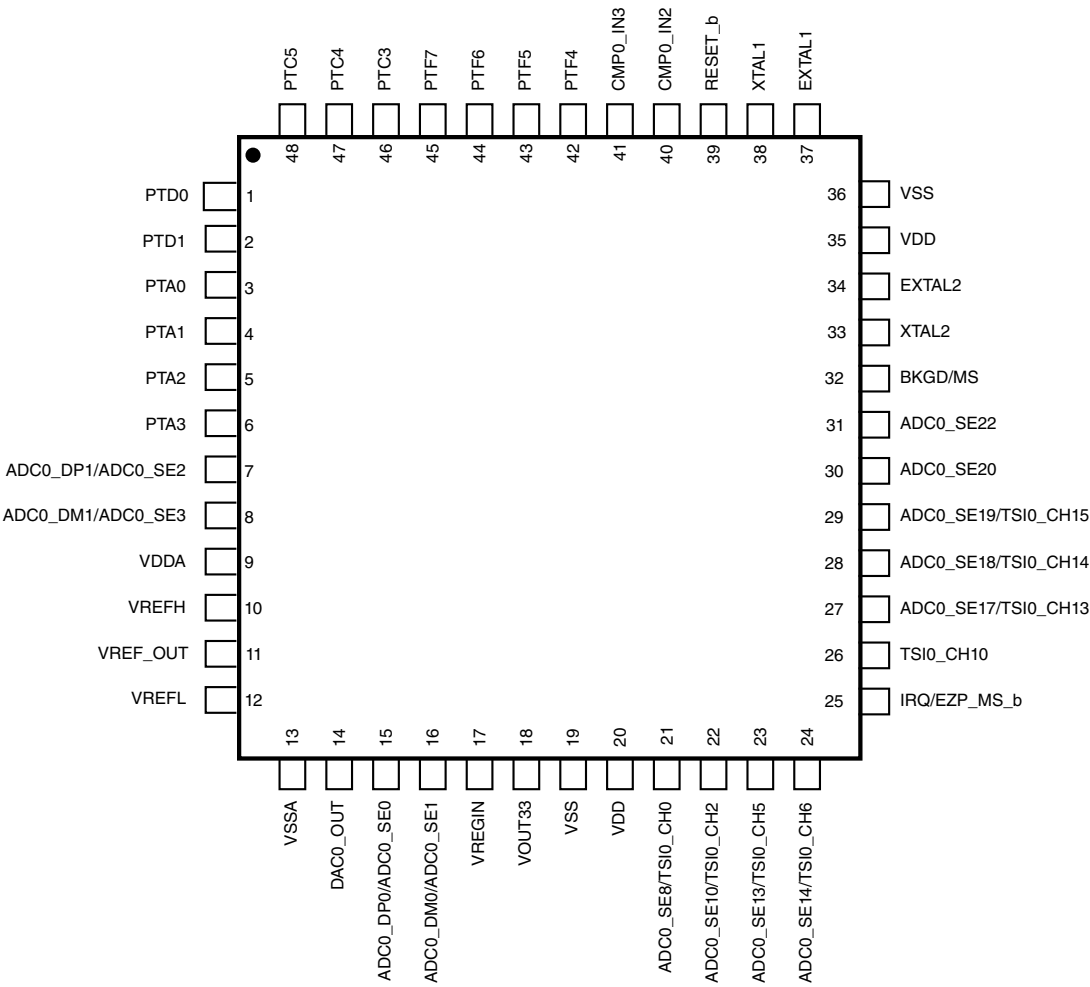 PTC5
PTC4
PTC3
PTF7
PTF6
PTF5
PTF4
CMP0_IN3
CMP0_IN2
RESET_b
XTAL1
EXTAL1
48
47
46
45
44
43
42
41
40
39
38
37
PTD0 1
PTD1 2
PTA0 3
PTA1 4
PTA2 5
PTA3 6
ADC0_DP1/ADC0_SE2 7
ADC0_DM1/ADC0_SE3 8
VDDA 9
VREFH 10
VREF_OUT 11
VREFL 12
36 VSS
35 VDD
34 EXTAL2
33 XTAL2
32 BKGD/MS
31 ADC0_SE22
30 ADC0_SE20
29 ADC0_SE19/TSI0_CH15
28 ADC0_SE18/TSI0_CH14
27 ADC0_SE17/TSI0_CH13
26 TSI0_CH10
25 IRQ/EZP_MS_b
13
14
15
16
17
18
19
20
21
22
23
24
VSSA
DAC0_OUT
ADC0_DP0/ADC0_SE0
ADC0_DM0/ADC0_SE1
VREGIN
VOUT33
VSS
VDD
ADC0_SE8/TSI0_CH0
ADC0_SE10/TSI0_CH2
ADC0_SE13/TSI0_CH5
ADC0_SE14/TSI0_CH6